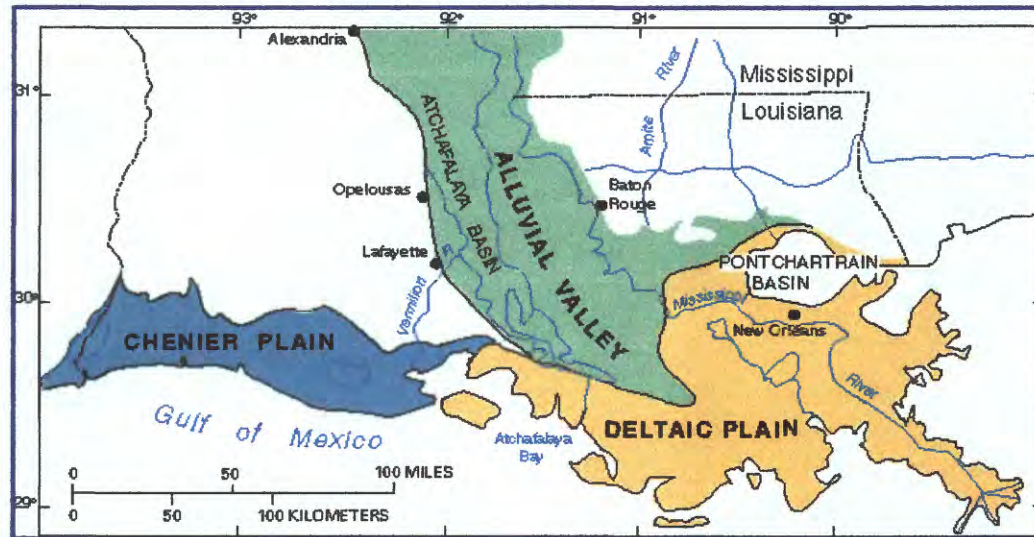 93°
92°
91°
90°
Alexandria
31°
River
Mississippi
Louisiana
Amite
ATCHAFALAYA BASIN
ALLUVIAL VALLEY
Opelousas
Baton
Rouge
Lafayette
PONTCHARTRAIN
BASIN
30°
Vermilion
Mississippi
New Orleans
CHENIER PLAIN
River
Gulf of Mexico
DELTAIC PLAIN
Atchafalaya
Bay
0 50 100 MILES
29°
0 50 100 KILOMETERS